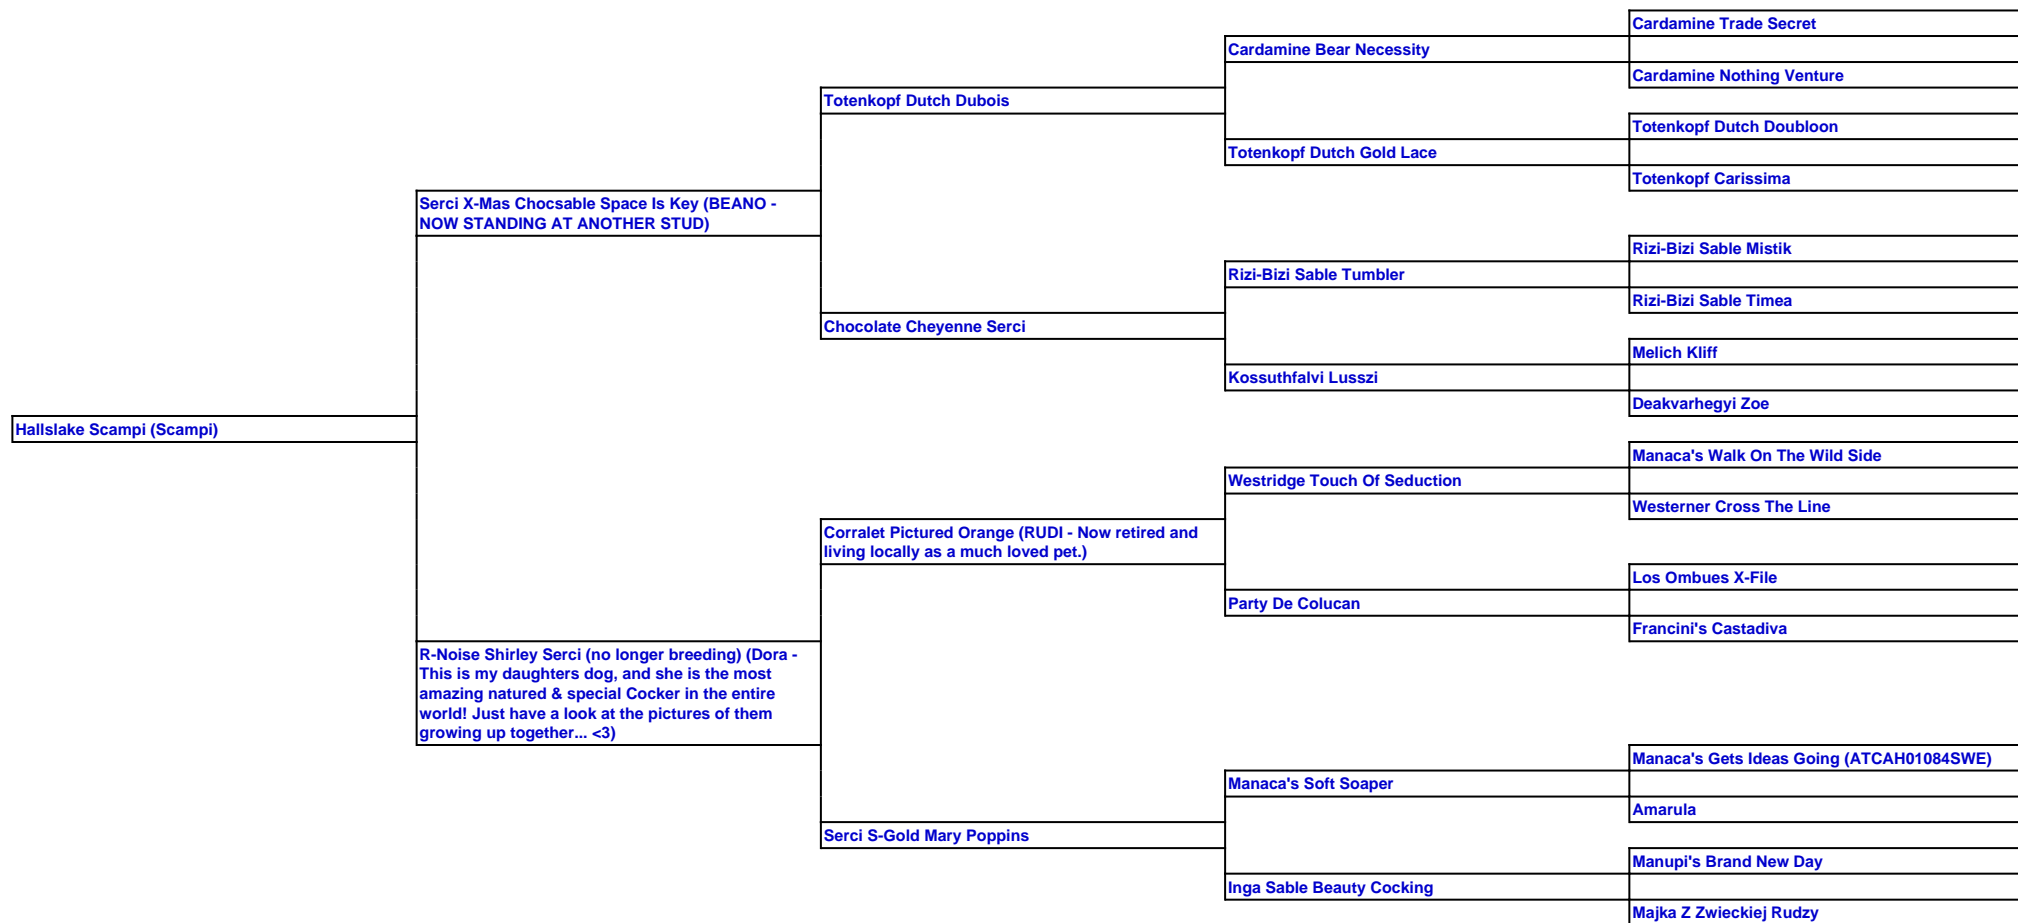 Cardamine Trade Secret
Cardamine Bear Necessity
Cardamine Nothing Venture
Totenkopf Dutch Dubois
Totenkopf Dutch Doubloon
Totenkopf Dutch Gold Lace
Totenkopf Carissima
Serci X-Mas Chocsable Space Is Key (BEANO -
NOW STANDING AT ANOTHER STUD)
Rizi-Bizi Sable Mistik
Rizi-Bizi Sable Tumbler
Rizi-Bizi Sable Timea
Chocolate Cheyenne Serci
Melich Kliff
Kossuthfalvi Lusszi
Deakvarhegyi Zoe
Hallslake Scampi (Scampi)
Manaca's Walk On The Wild Side
Westridge Touch Of Seduction
Westerner Cross The Line
Corralet Pictured Orange (RUDI - Now retired and
living locally as a much loved pet.)
Los Ombues X-File
Party De Colucan
Francini's Castadiva
R-Noise Shirley Serci (no longer breeding) (Dora -
This is my daughters dog, and she is the most
amazing natured & special Cocker in the entire
world! Just have a look at the pictures of them
growing up together... <3)
Manaca's Gets Ideas Going (ATCAH01084SWE)
Manaca's Soft Soaper
Amarula
Serci S-Gold Mary Poppins
Manupi's Brand New Day
Inga Sable Beauty Cocking
Majka Z Zwieckiej Rudzy